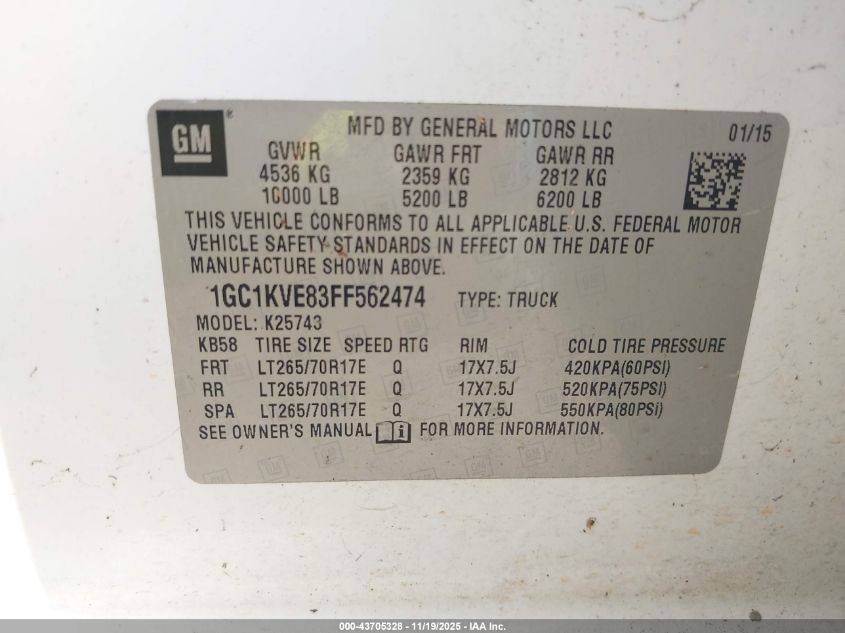 GM ®
MFD BY GENERAL MOTORS LLC 01/15
GVWR GAWR FRT GAWR RR
4536 KG 2359 KG 2812 KG
10000 LB 5200 LB 6200 LB
THIS VEHICLE CONFORMS TO ALL APPLICABLE U.S. FEDERAL MOTOR
VEHICLE SAFETY STANDARDS IN EFFECT ON THE DATE OF
MANUFACTURE SHOWN ABOVE.
1GC1KVE83FF562474 TYPE: TRUCK
MODEL: K25743
KB58 TIRE SIZE SPEED RTG RIM COLD TIRE PRESSURE
FRT LT265/70R17E Q 17X7.5J 420KPA(60PSI)
RR LT265/70R17E Q 17X7.5J 520KPA(75PSI)
SPA LT265/70R17E Q 17X7.5J 550KPA(80PSI)
SEE OWNER'S MANUAL i FOR MORE INFORMATION.
000-43705328 - 11/19/2025 - IAA Inc.